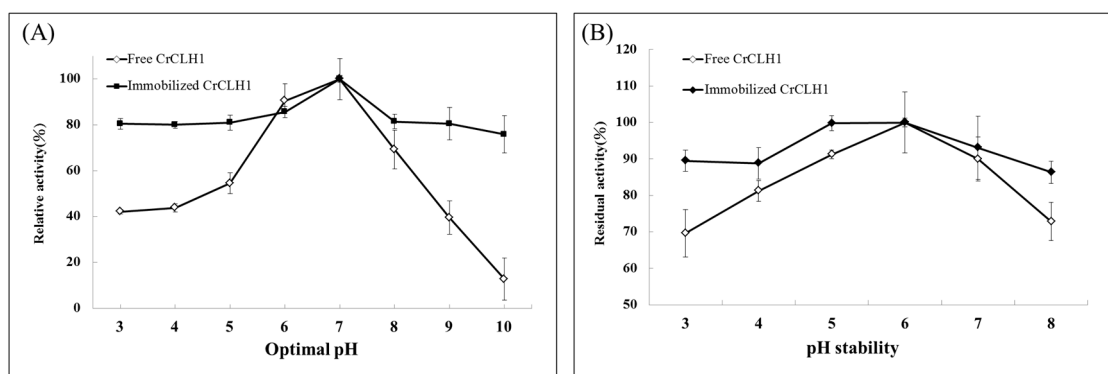 (A)
Free CrCLH1
Immobilized CrCLH1
Relative activity(%)
100
80
60
40
20
0
3 4 5 6 7 8 9 10
Optimal pH
(B)
Free CrCLH1
Immobilized CrCLH1
Residual activity(%)
120
110
100
90
80
70
60
50
3 4 5 6 7 8
pH stability